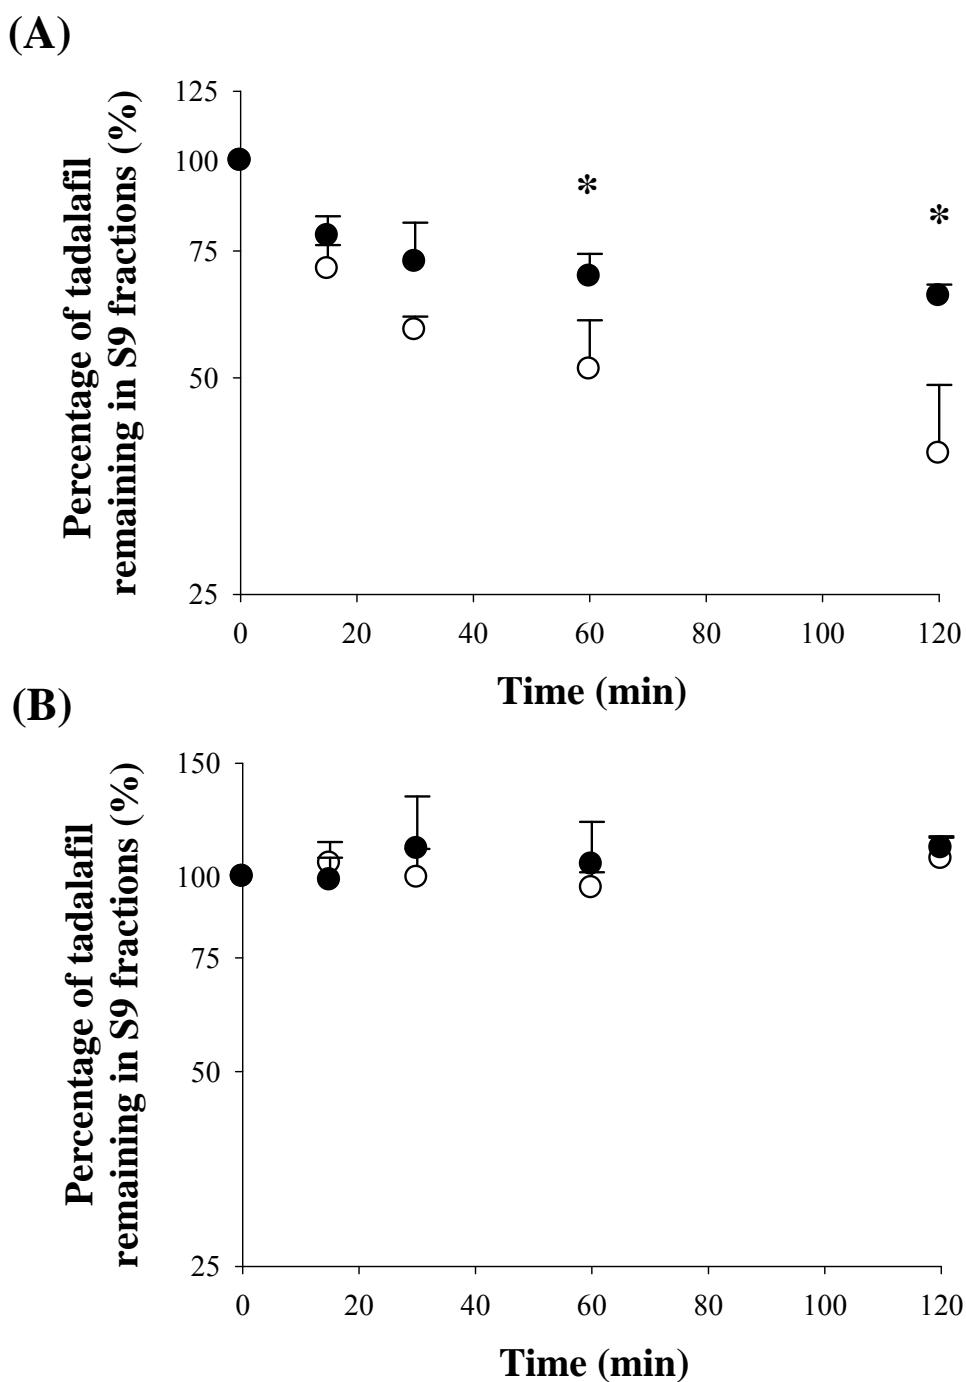 (A)
125
100
75
50
25
Percentage of tadalafil
remaining in S9 fractions (%)
*
*
0 20 40 60 80 100 120
Time (min)
(B)
150
100
75
50
25
Percentage of tadalafil
remaining in S9 fractions (%)
0 20 40 60 80 100 120
Time (min)